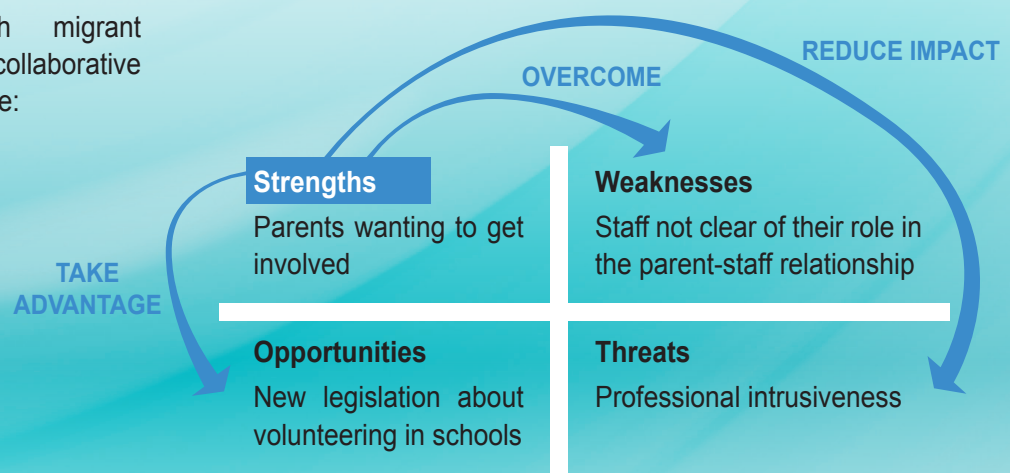 migrant
collaborative
REDUCE IMPACT
OVERCOME
Strengths
Parents wanting to get
involved
Weaknesses
Staff not clear of their role in
the parent-staff relationship
TAKE
ADVANTAGE
Opportunities
New legislation about
volunteering in schools
Threats
Professional intrusiveness